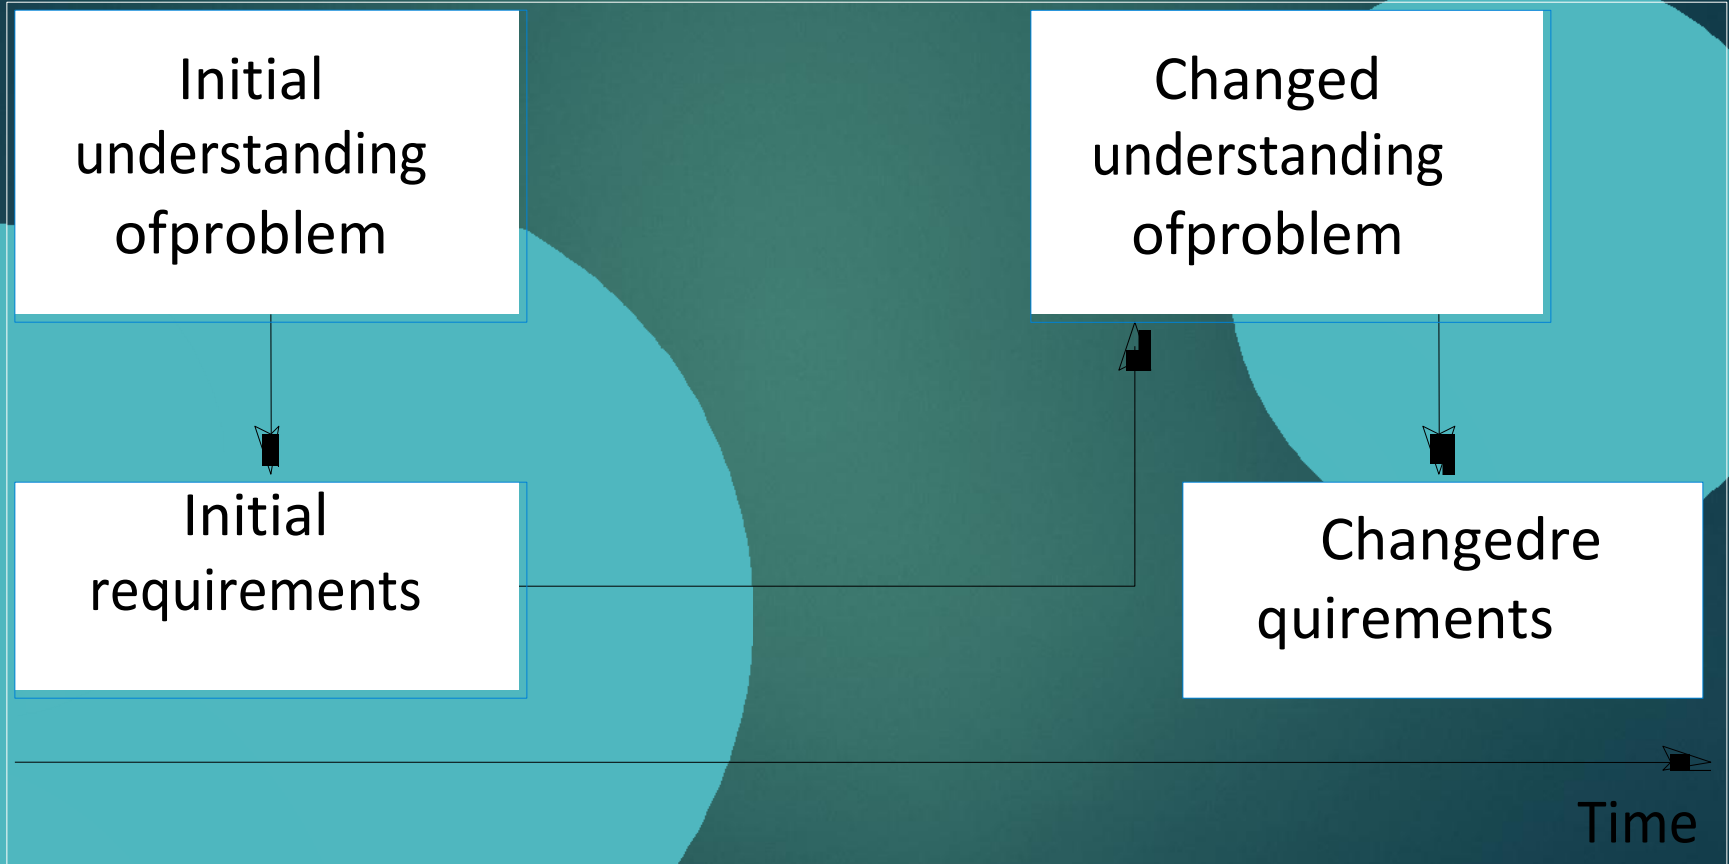 Initial
understanding
ofproblem
Changed
understanding
ofproblem
Initial
requirements
Changedre
quirements
Time